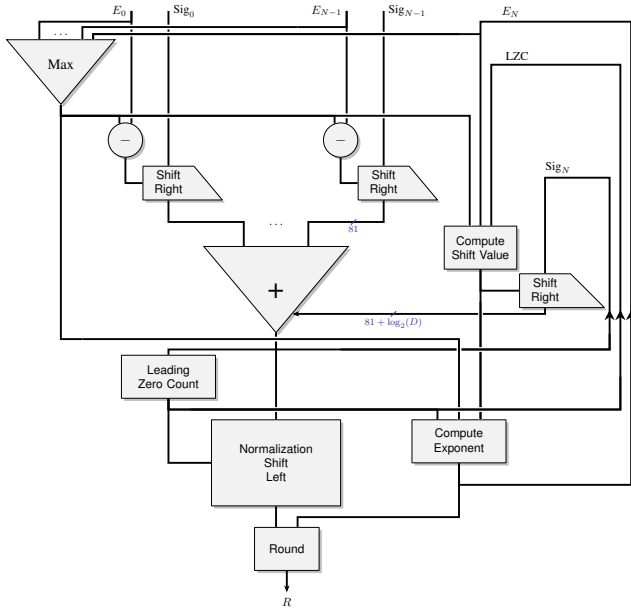 E_0
Sig_0
E_{N−1}
Sig_{N−1}
E_N
...
Max
LZC
−
−
Sig_N
Shift
Right
Shift
Right
...
81
Compute
Shift Value
+
Shift
Right
81 + log_2(D)
Leading
Zero Count
Normalization
Shift
Left
Compute
Exponent
Round
R